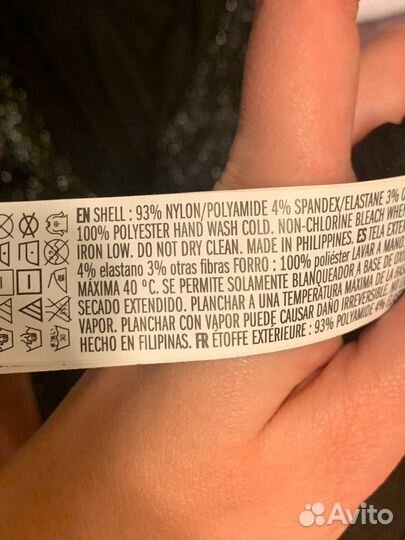 EN SHELL : 93% NYLON/POLYAMIDE 4% SPANDEX/ELASTANE 3%
100% POLYESTER HAND WASH COLD. NON-CHLORINE BLEACH WHEN
IRON LOW. DO NOT DRY CLEAN. MADE IN PHILIPPINES. ES TELA
4% elastano 3% otras fibras FORRO : 100% poliéster LAVAR A MANO.
MÁXIMA 40 °C. SE PERMITE SOLAMENTE BLANQUEADOR A BASE DE
SECADO EXTENDIDO. PLANCHAR A UNA TEMPERATURA MÁXIMA DE LA
VAPOR. PLANCHAR CON VAPOR PUEDE CAUSAR DAÑO IRREVERSIBLE.
HECHO EN FILIPINAS. FR ÉTOFFE EXTÉRIEURE : 93% POLYAMIDE 4%
Avito